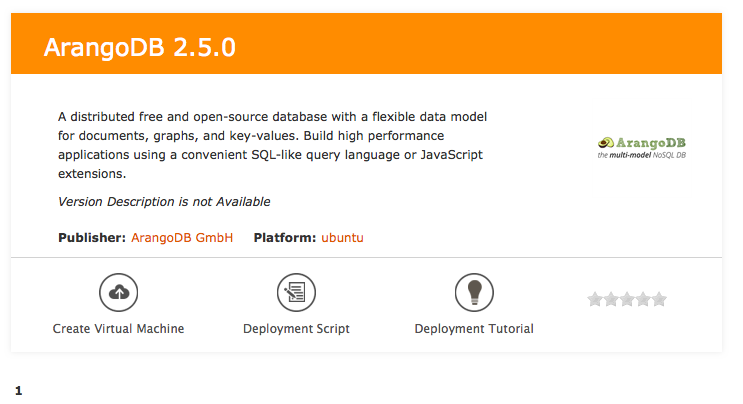 ArangoDB 2.5.0
A distributed free and open-source database with a flexible data model
for documents, graphs, and key-values. Build high performance
applications using a convenient SQL-like query language or JavaScript
extensions.
ArangoDB
the multi-model NoSQL DB
Version Description is not Available
Publisher: ArangoDB GmbH Platform: ubuntu
Create Virtual Machine
Deployment Script
Deployment Tutorial
1